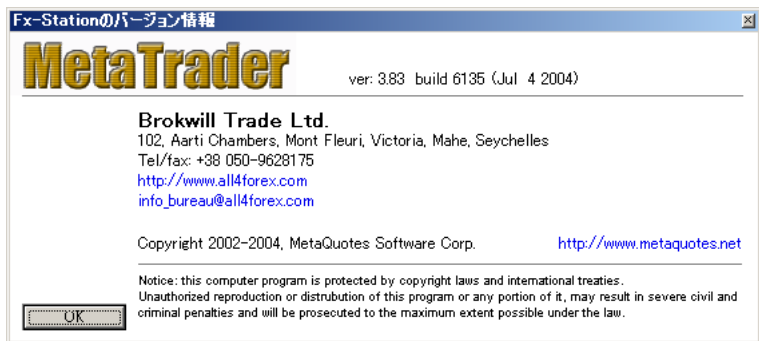 Fx-Stationのバージョン情報
MetaTrader
ver: 3.83 build 6135 (Jul 4 2004)
Brokwill Trade Ltd.
102, Aarti Chambers, Mont Fleuri, Victoria, Mahe, Seychelles
Tel/fax: +38 050-9628175
http://www.all4forex.com
info_bureau@all4forex.com
Copyright 2002-2004, MetaQuotes Software Corp.
http://www.metaquotes.net
Notice: this computer program is protected by copyright laws and international treaties.
Unauthorized reproduction or distrubution of this program or any portion of it, may result in severe civil and
criminal penalties and will be prosecuted to the maximum extent possible under the law.
OK